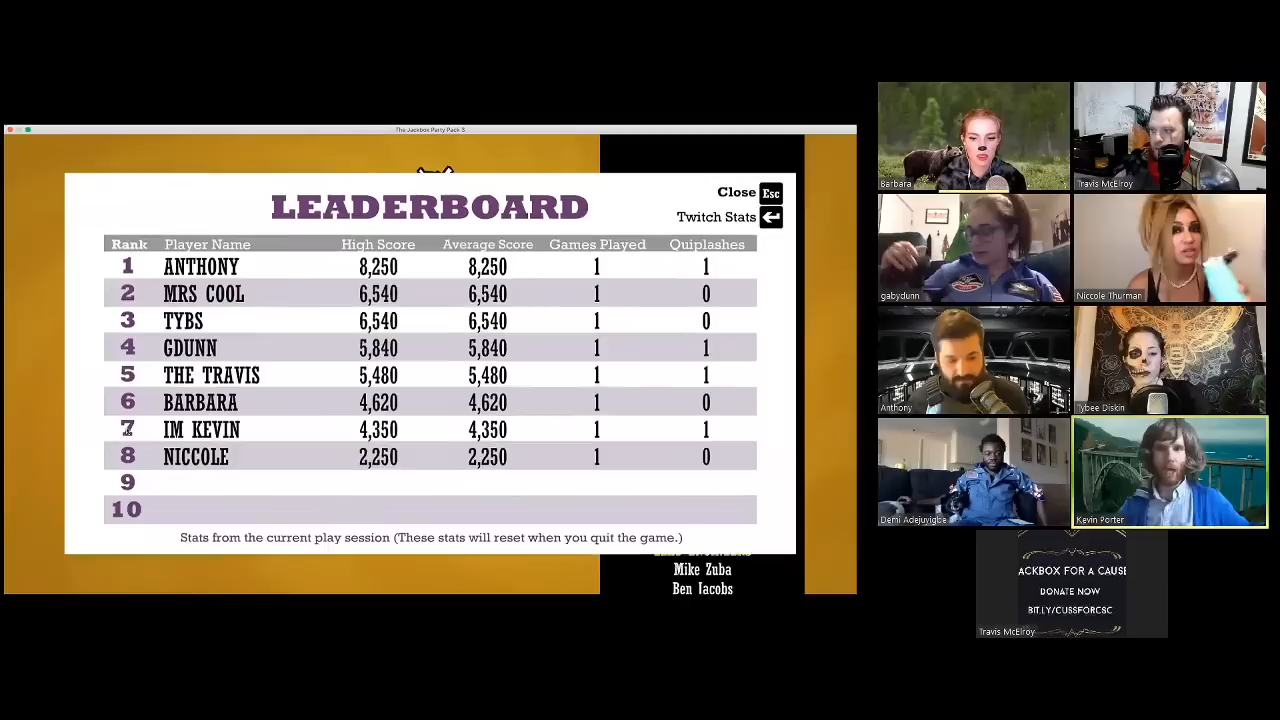 The Jackbox Party Pack 3
LEADERBOARD
Close Esc
Twitch Stats
Rank Player Name High Score Average Score Games Played Quiplashes
1 ANTHONY 8,250 8,250 1 1
2 MRS COOL 6,540 6,540 1 0
3 TYBS 6,540 6,540 1 0
4 GDUNN 5,840 5,840 1 1
5 THE TRAVIS 5,480 5,480 1 1
6 BARBARA 4,620 4,620 1 0
7 IM KEVIN 4,350 4,350 1 1
8 NICCOLE 2,250 2,250 1 0
9
10
Stats from the current play session (These stats will reset when you quit the game.)
Mike Zuba
Ben Jacobs
Barbara
Travis McElroy
gabydunn
Niccole Thurman
Anthony
Tybee Diskin
Demi Adejuyigbe
Kevin Porter
ACKBOX FOR A CAUSE
DONATE NOW
BIT.LY/CUSSFORCSC
Travis McElroy